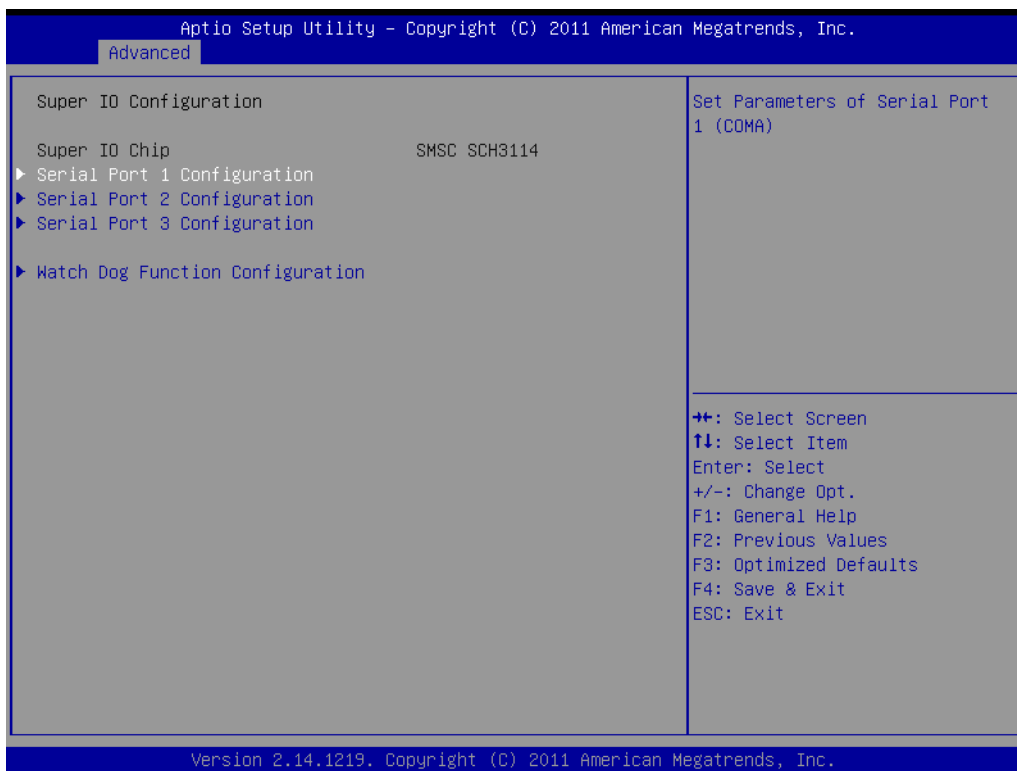 Aptio Setup Utility – Copyright (C) 2011 American Megatrends, Inc.
Advanced
Super IO Configuration
Super IO Chip SMSC SCH3114
▶ Serial Port 1 Configuration
▶ Serial Port 2 Configuration
▶ Serial Port 3 Configuration
▶ Watch Dog Function Configuration
Set Parameters of Serial Port
1 (COMA)
→←: Select Screen
↑↓: Select Item
Enter: Select
+/-: Change Opt.
F1: General Help
F2: Previous Values
F3: Optimized Defaults
F4: Save & Exit
ESC: Exit
Version 2.14.1219. Copyright (C) 2011 American Megatrends, Inc.